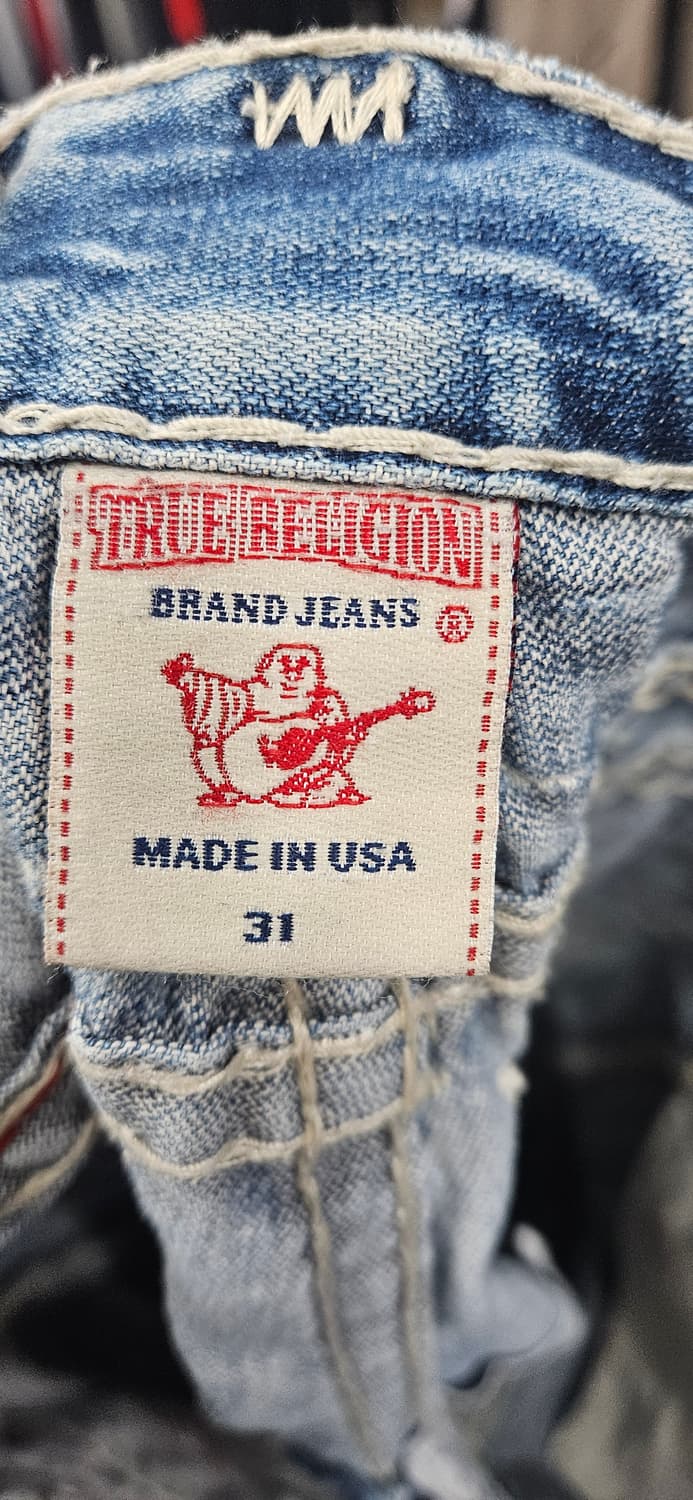 TRUE RELIGION
BRAND JEANS ®
MADE IN USA
31